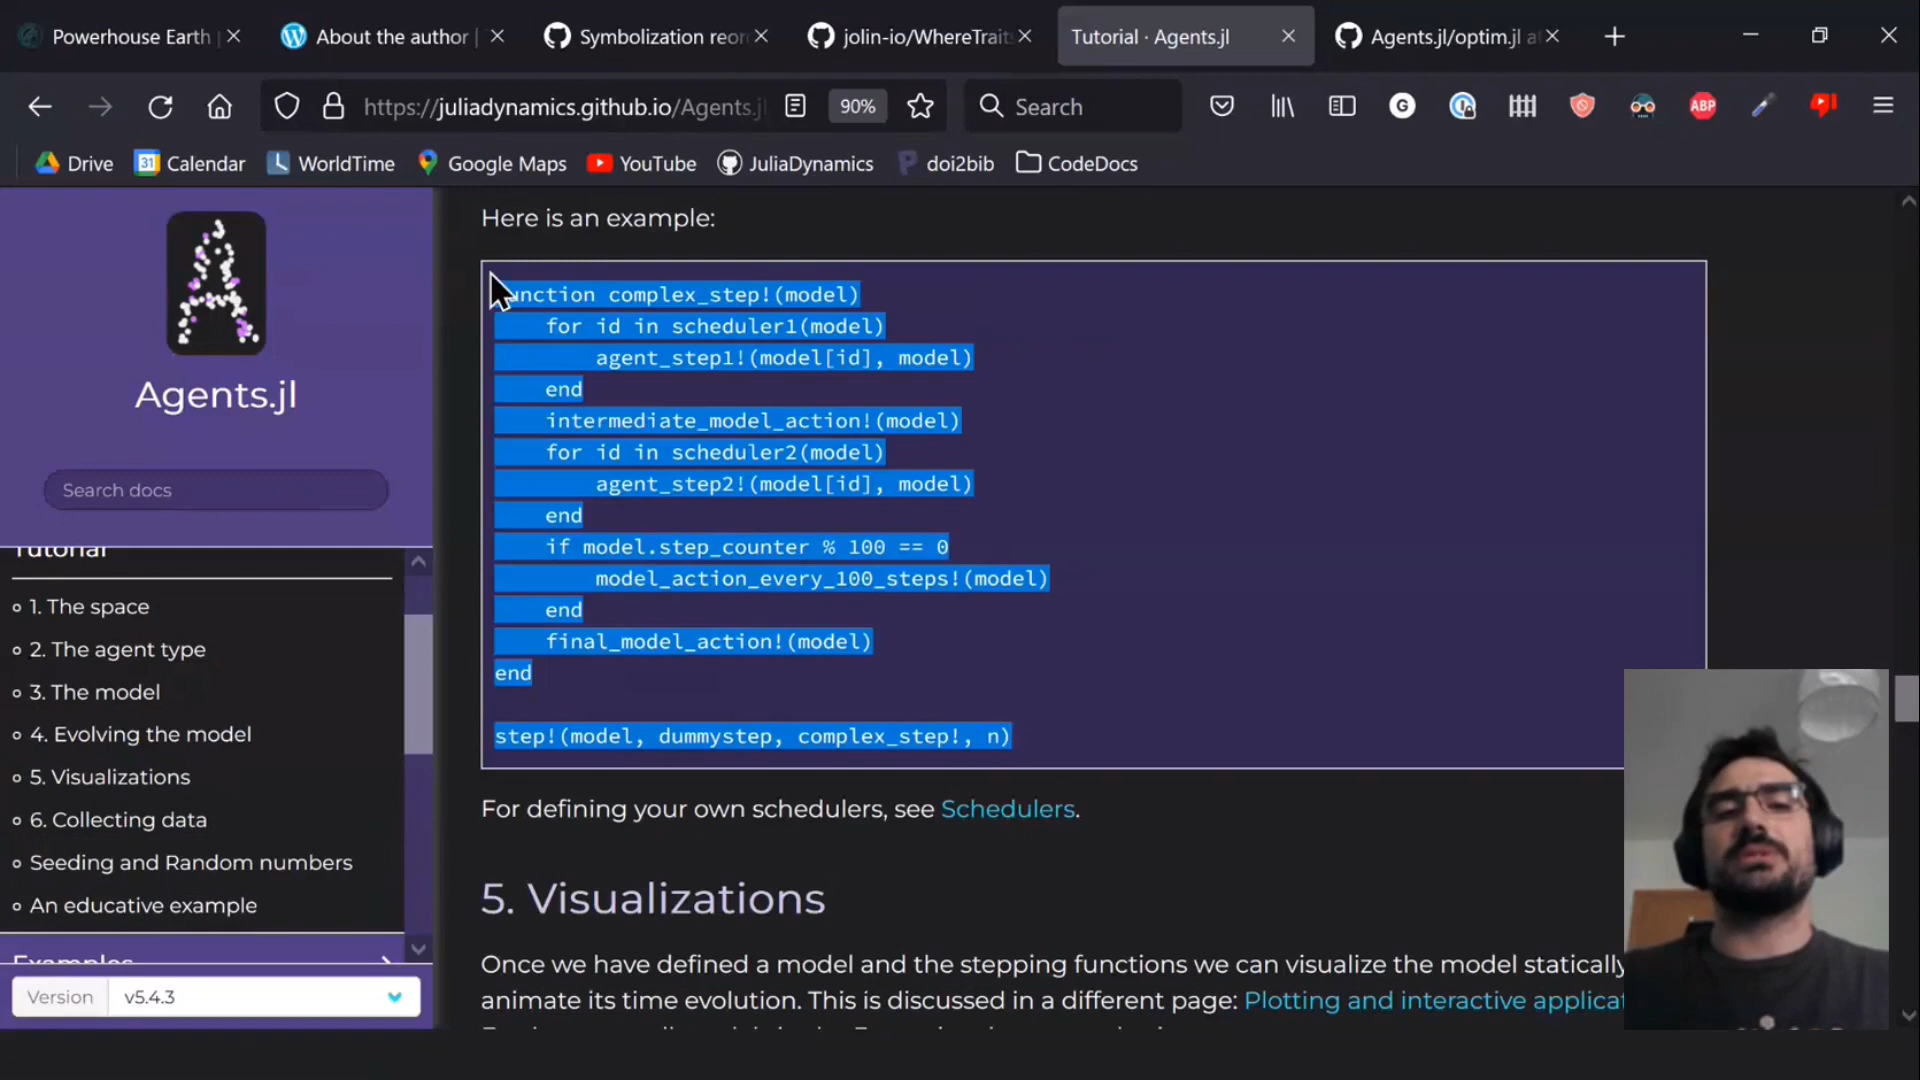 Powerhouse Earth
About the author |
Symbolization reor
jolin-io/WhereTraits
Tutorial · Agents.jl
Agents.jl/optim.jl at
https://juliadynamics.github.io/Agents.jl
90%
Search
G
ABP
Drive
31
Calendar
WorldTime
Google Maps
YouTube
JuliaDynamics
doi2bib
CodeDocs
Agents.jl
Search docs
Tutorial
1. The space
2. The agent type
3. The model
4. Evolving the model
5. Visualizations
6. Collecting data
Seeding and Random numbers
An educative example
Examples
Version v5.4.3
Here is an example:
function complex_step!(model)
    for id in scheduler1(model)
        agent_step1!(model[id], model)
    end
    intermediate_model_action!(model)
    for id in scheduler2(model)
        agent_step2!(model[id], model)
    end
    if model.step_counter % 100 == 0
        model_action_every_100_steps!(model)
    end
    final_model_action!(model)
end
step!(model, dummystep, complex_step!, n)
For defining your own schedulers, see Schedulers.
5. Visualizations
Once we have defined a model and the stepping functions we can visualize the model statically
animate its time evolution. This is discussed in a different page: Plotting and interactive applicat